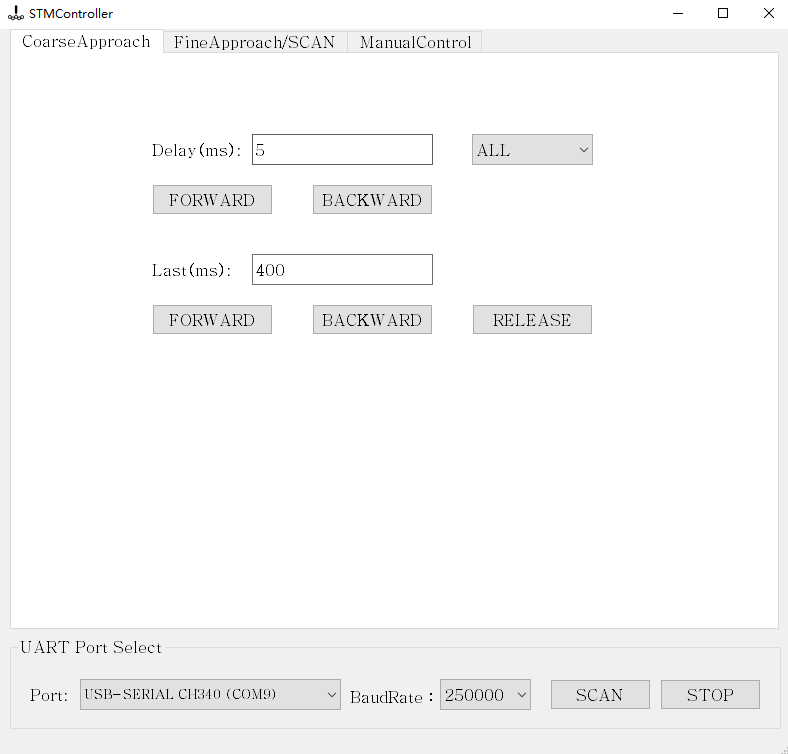 STMController
CoarseApproach FineApproach/SCAN ManualControl
Delay(ms): 5 ALL
FORWARD BACKWARD
Last(ms): 400
FORWARD BACKWARD RELEASE
UART Port Select
Port: USB-SERIAL CH340 (COM9) BaudRate： 250000 SCAN STOP